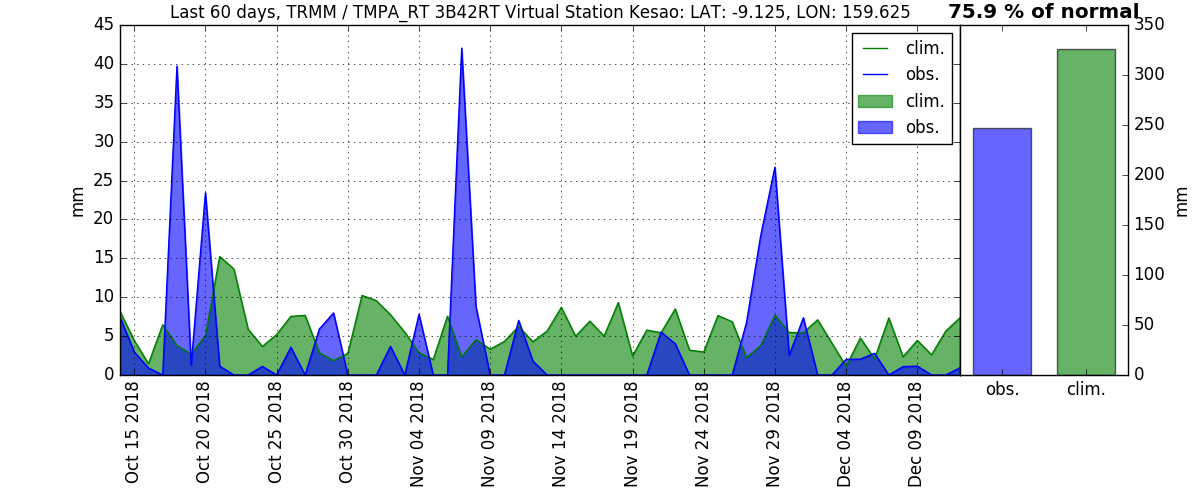 Last 60 days, TRMM / TMPA_RT 3B42RT Virtual Station Kesao: LAT: -9.125, LON: 159.625
75.9 % of normal
45
40
35
30
25
20
15
10
5
0
mm
clim.
obs.
clim.
obs.
Oct 15 2018
Oct 20 2018
Oct 25 2018
Oct 30 2018
Nov 04 2018
Nov 09 2018
Nov 14 2018
Nov 19 2018
Nov 24 2018
Nov 29 2018
Dec 04 2018
Dec 09 2018
350
300
250
200
150
100
50
0
mm
obs.
clim.